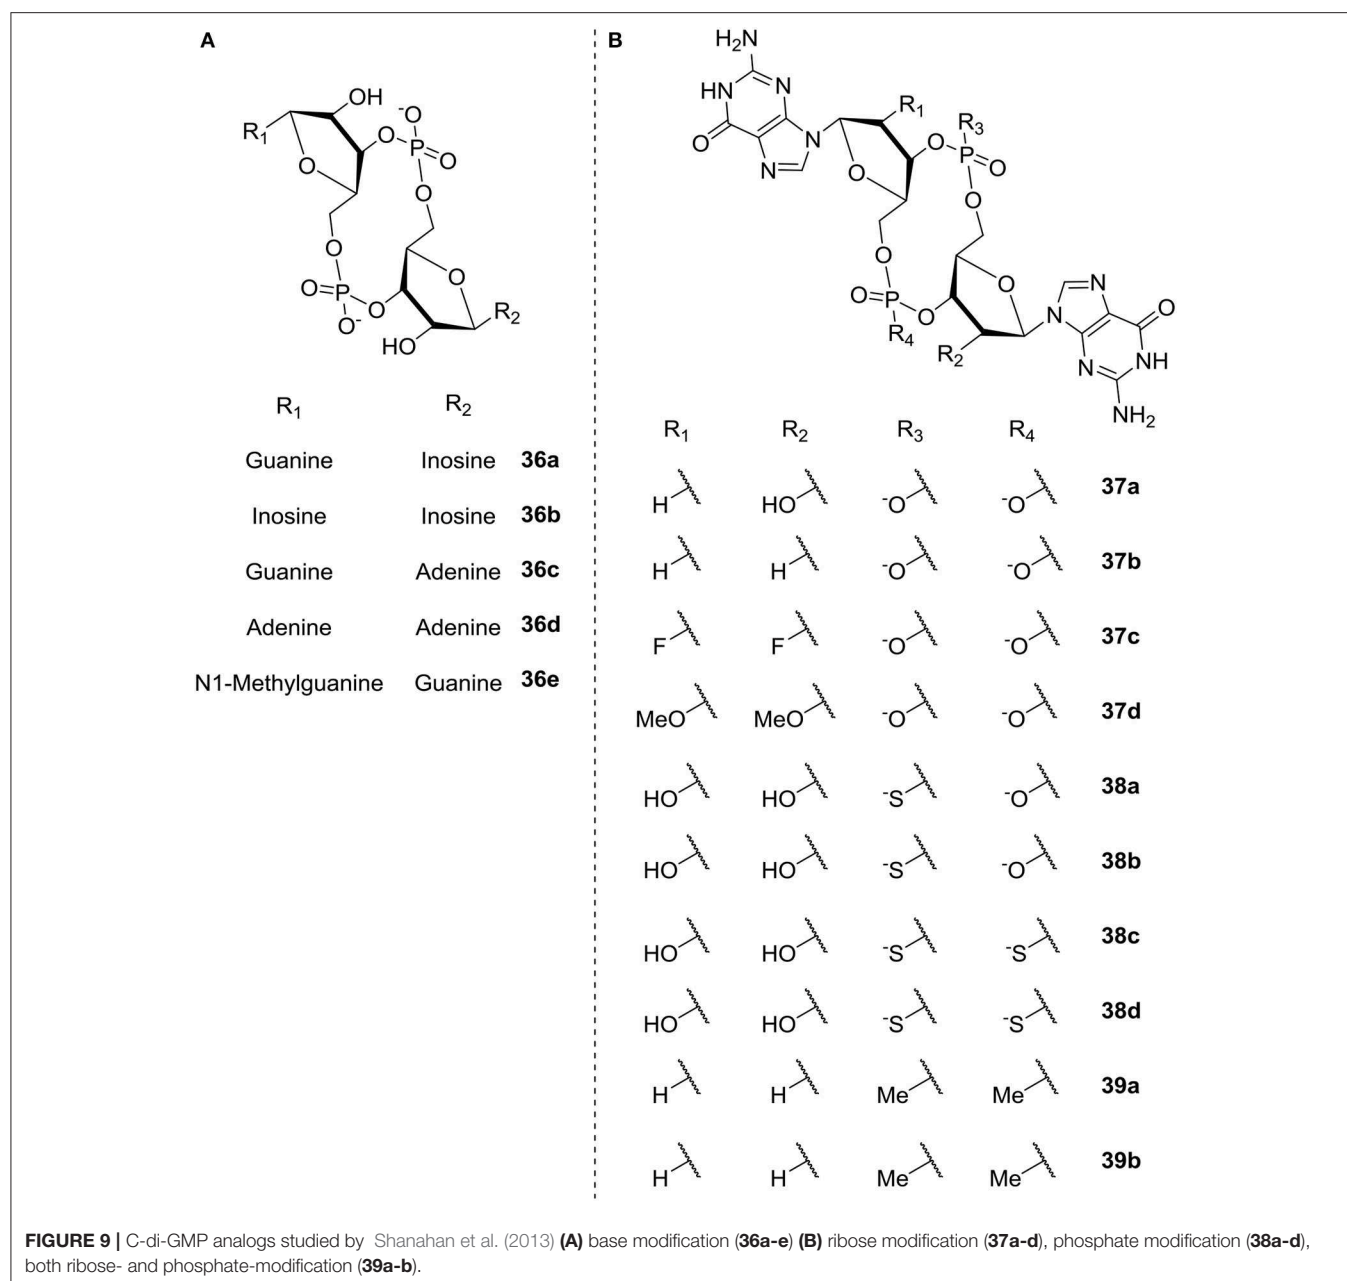 A
OH
⁻O
R₁
O
P
O
O
O
O
O
O=P
O
O⁻
R₂
HO
R₁ R₂
Guanine Inosine 36a
Inosine Inosine 36b
Guanine Adenine 36c
Adenine Adenine 36d
N1-Methylguanine Guanine 36e
B
H₂N
N
HN
R₁
R₃
O
N
N
O
P
O
N
O
O
O
O
N
O=P
O
N
O
R₄
R₂
N
NH
NH₂
R₁ R₂ R₃ R₄
H HO ⁻O ⁻O 37a
H H ⁻O ⁻O 37b
F F ⁻O ⁻O 37c
MeO MeO ⁻O ⁻O 37d
HO HO ⁻S ⁻O 38a
HO HO ⁻S ⁻O 38b
HO HO ⁻S ⁻S 38c
HO HO ⁻S ⁻S 38d
H H Me Me 39a
H H Me Me 39b
FIGURE 9 | C-di-GMP analogs studied by Shanahan et al. (2013) (A) base modification (36a-e) (B) ribose modification (37a-d), phosphate modification (38a-d),
both ribose- and phosphate-modification (39a-b).